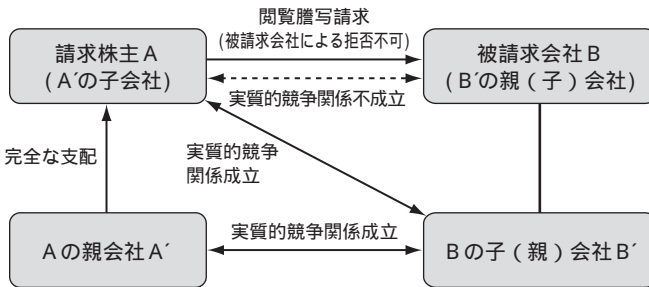 閲覧謄写請求
(被請求会社による拒否不可)
請求株主A
(A´の子会社)
被請求会社B
(B´の親(子)会社)
実質的競争関係不成立
完全な支配
実質的競争
関係成立
実質的競争関係成立
Aの親会社A´
Bの子(親)会社B´